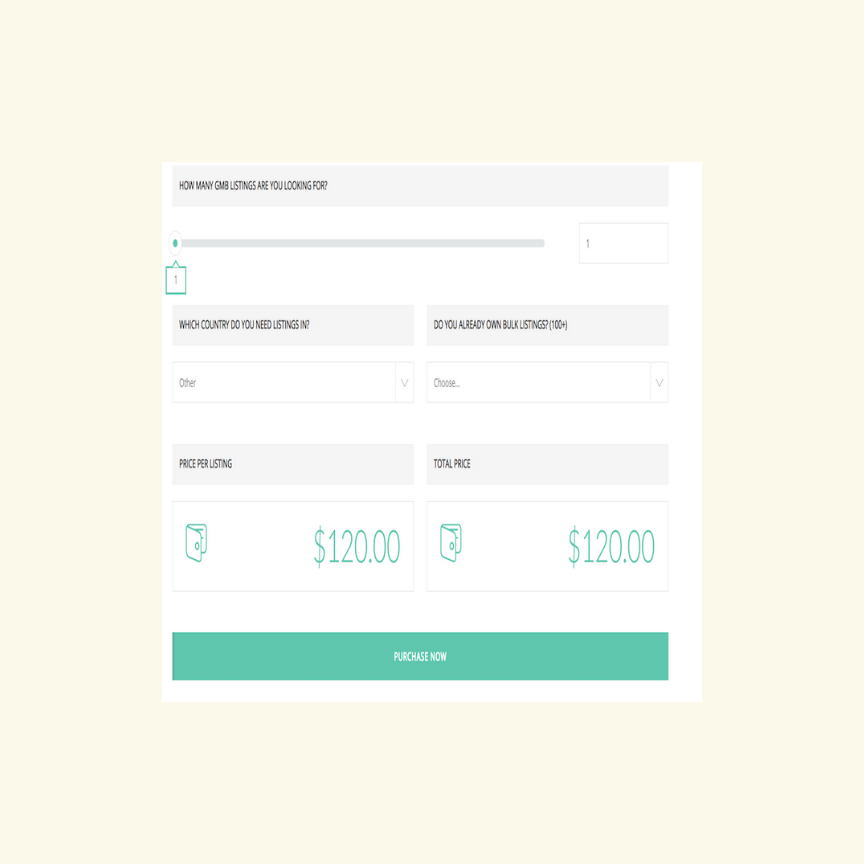 HOW MANY GMB LISTINGS ARE YOU LOOKING FOR?
1
1
WHICH COUNTRY DO YOU NEED LISTINGS IN?
DO YOU ALREADY OWN BULK LISTINGS? (100+)
Other
Choose...
PRICE PER LISTING
TOTAL PRICE
$120.00
$120.00
PURCHASE NOW